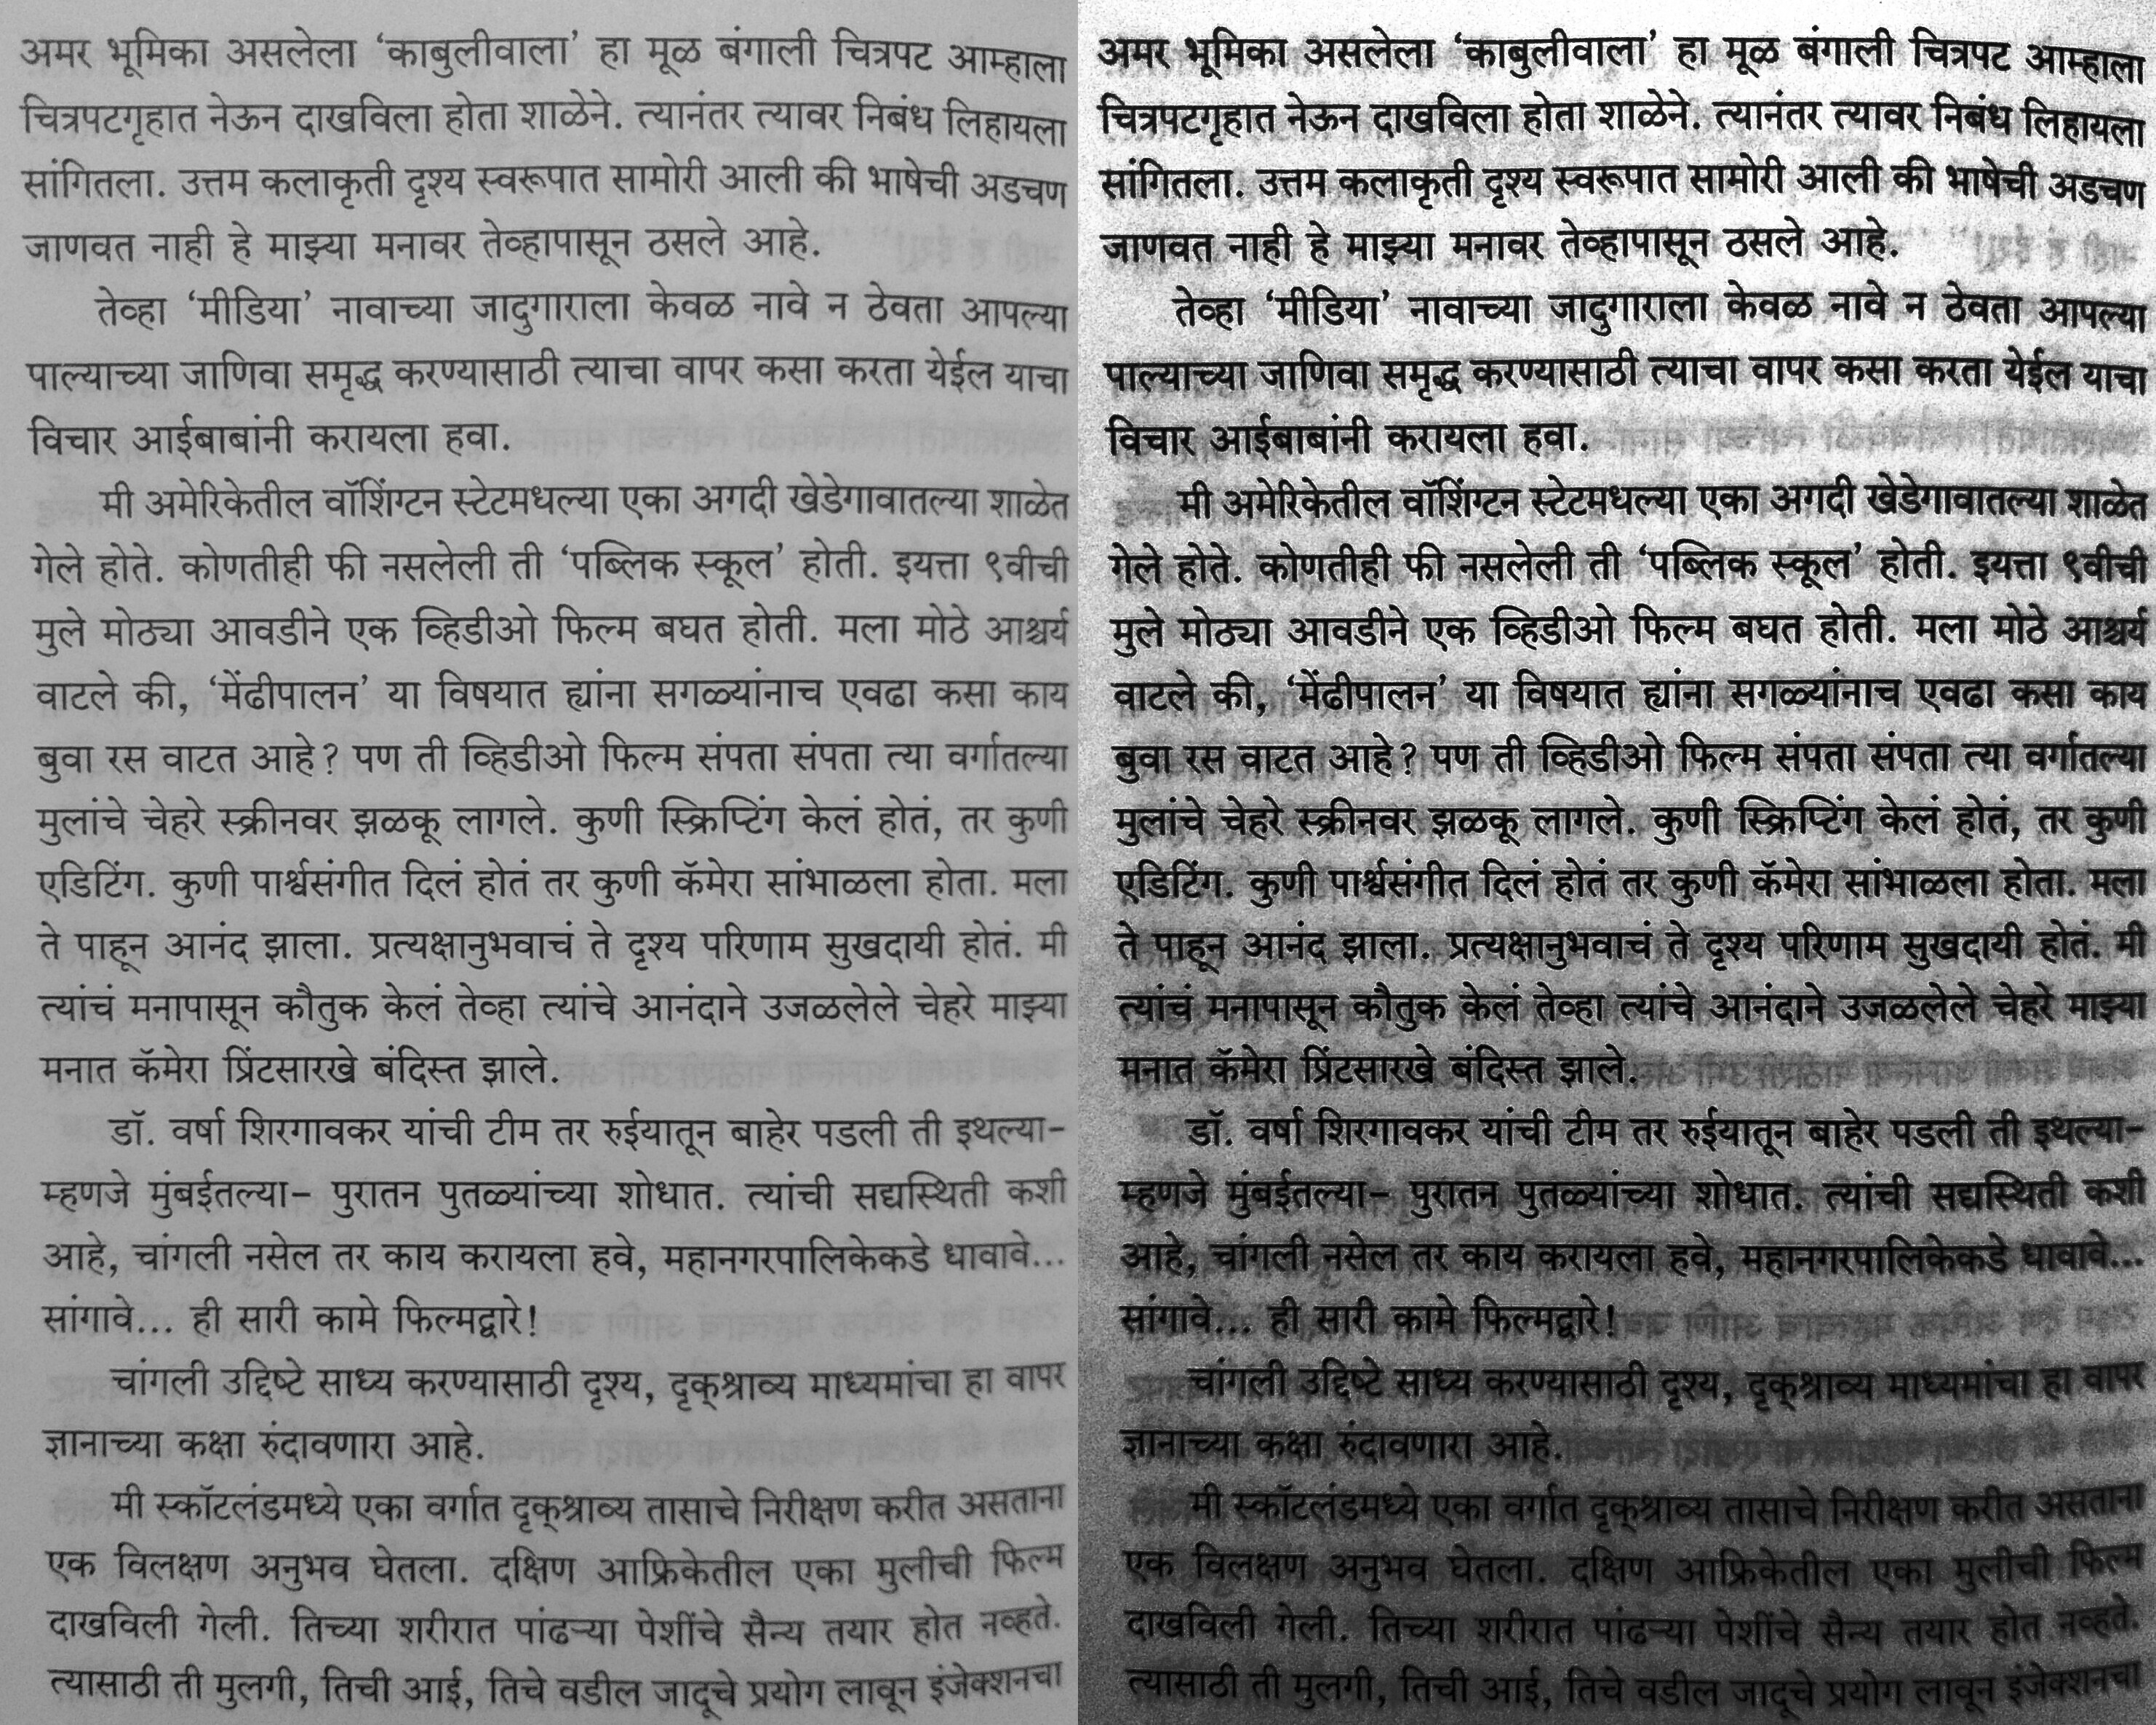 अमर भूमिका असलेला ‘काबुलीवाला’ हा मूळ बंगाली चित्रपट आम्हाला
चित्रपटगृहात नेऊन दाखविला होता शाळेने. त्यानंतर त्यावर निबंध लिहायला
सांगितला. उत्तम कलाकृती दृश्य स्वरूपात सामोरी आली की भाषेची अडचण
जाणवत नाही हे माझ्या मनावर तेव्हापासून ठसले आहे.
तेव्हा ‘मीडिया’ नावाच्या जादुगाराला केवळ नावे न ठेवता आपल्या
पाल्याच्या जाणिवा समृद्ध करण्यासाठी त्याचा वापर कसा करता येईल याचा
विचार आईबाबांनी करायला हवा.
मी अमेरिकेतील वॉशिंग्टन स्टेटमधल्या एका अगदी खेडेगावातल्या शाळेत
गेले होते. कोणतीही फी नसलेली ती ‘पब्लिक स्कूल’ होती. इयत्ता ९वीची
मुले मोठ्या आवडीने एक व्हिडीओ फिल्म बघत होती. मला मोठे आश्चर्य
वाटले की, ‘मेंढीपालन’ या विषयात ह्यांना सगळ्यांनाच एवढा कसा काय
बुवा रस वाटत आहे? पण ती व्हिडीओ फिल्म संपता संपता त्या वर्गातल्या
मुलांचे चेहरे स्क्रीनवर झळकू लागले. कुणी स्क्रिप्टिंग केलं होतं, तर कुणी
एडिटिंग. कुणी पार्श्वसंगीत दिलं होतं तर कुणी कॅमेरा सांभाळला होता. मला
ते पाहून आनंद झाला. प्रत्यक्षानुभवाचं ते दृश्य परिणाम सुखदायी होतं. मी
त्यांचं मनापासून कौतुक केलं तेव्हा त्यांचे आनंदाने उजळलेले चेहरे माझ्या
मनात कॅमेरा प्रिंटसारखे बंदिस्त झाले.
डॉ. वर्षा शिरगावकर यांची टीम तर रुईयातून बाहेर पडली ती इथल्या–
म्हणजे मुंबईतल्या– पुरातन पुतळ्यांच्या शोधात. त्यांची सद्यस्थिती कशी
आहे, चांगली नसेल तर काय करायला हवे, महानगरपालिकेकडे धावावे...
सांगावे... ही सारी कामे फिल्मद्वारे!
चांगली उद्दिष्टे साध्य करण्यासाठी दृश्य, दृक्‌श्राव्य माध्यमांचा हा वापर
ज्ञानाच्या कक्षा रुंदावणारा आहे.
मी स्कॉटलंडमध्ये एका वर्गात दृक्‌श्राव्य तासाचे निरीक्षण करीत असताना
एक विलक्षण अनुभव घेतला. दक्षिण आफ्रिकेतील एका मुलीची फिल्म
दाखविली गेली. तिच्या शरीरात पांढऱ्या पेशींचे सैन्य तयार होत नव्हते.
त्यासाठी ती मुलगी, तिची आई, तिचे वडील जादूचे प्रयोग लावून इंजेक्शनचा